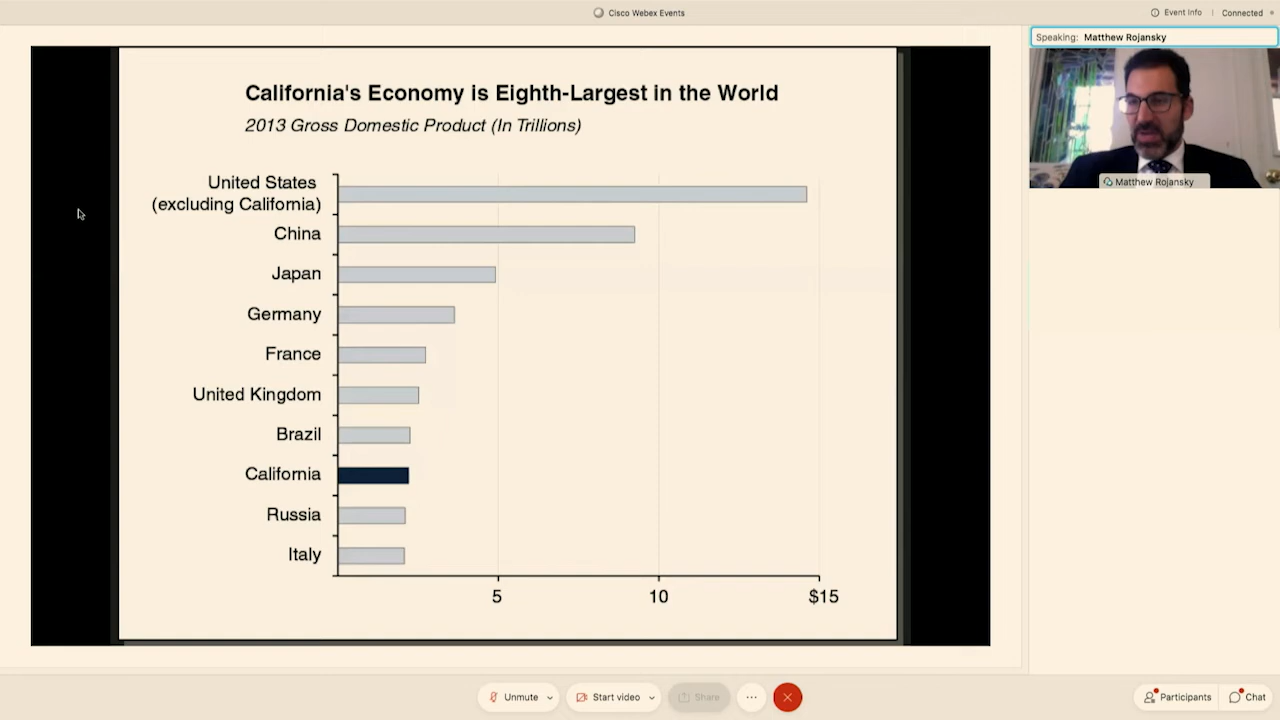 Cisco Webex Events
Event Info
Connected
Speaking: Matthew Rojansky
Matthew Rojansky
California's Economy is Eighth-Largest in the World
2013 Gross Domestic Product (In Trillions)
United States
(excluding California)
China
Japan
Germany
France
United Kingdom
Brazil
California
Russia
Italy
5 10 $15
Unmute
Start video
Share
Participants
Chat